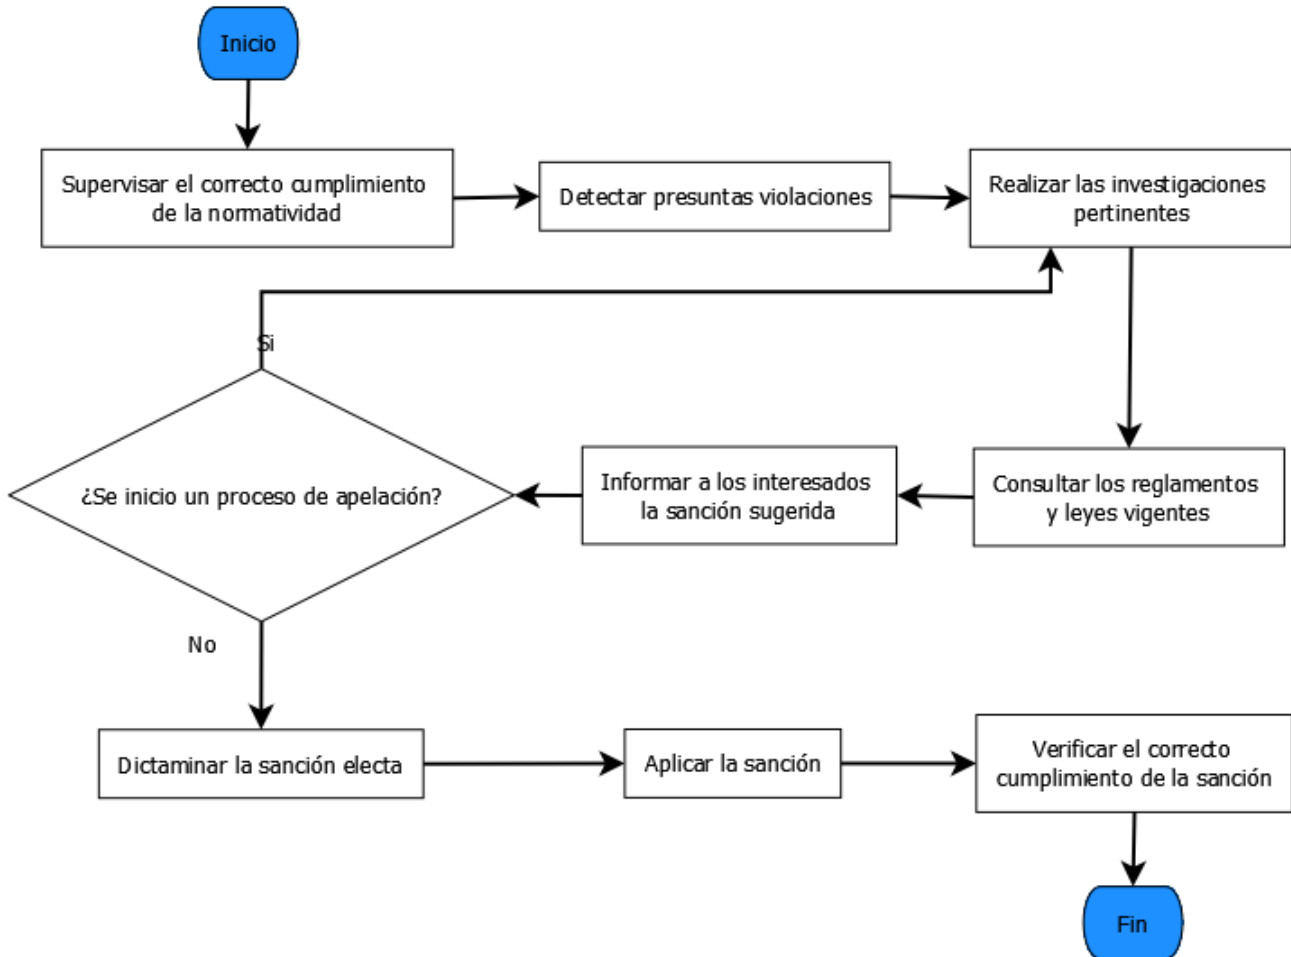 Inicio
Supervisar el correcto cumplimiento
de la normatividad
Detectar presuntas violaciones
Realizar las investigaciones
pertinentes
Si
¿Se inicio un proceso de apelación?
Informar a los interesados
la sanción sugerida
Consultar los reglamentos
y leyes vigentes
No
Dictaminar la sanción electa
Aplicar la sanción
Verificar el correcto
cumplimiento de la sanción
Fin